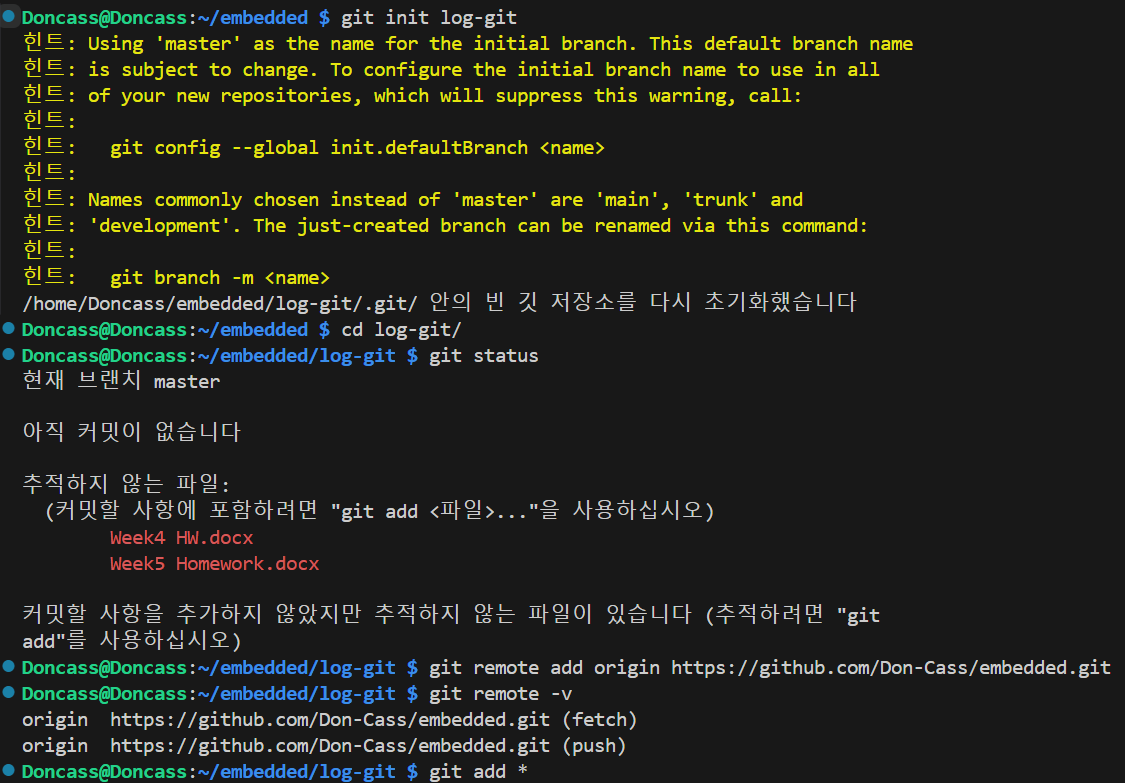 Doncass@Doncass:~/embedded $ git init log-git
힌트: Using 'master' as the name for the initial branch. This default branch name
힌트: is subject to change. To configure the initial branch name to use in all
힌트: of your new repositories, which will suppress this warning, call:
힌트:
힌트:   git config --global init.defaultBranch <name>
힌트:
힌트: Names commonly chosen instead of 'master' are 'main', 'trunk' and
힌트: 'development'. The just-created branch can be renamed via this command:
힌트:
힌트:   git branch -m <name>
/home/Doncass/embedded/log-git/.git/ 안의 빈 깃 저장소를 다시 초기화했습니다
Doncass@Doncass:~/embedded $ cd log-git/
Doncass@Doncass:~/embedded/log-git $ git status
현재 브랜치 master
아직 커밋이 없습니다
추적하지 않는 파일:
  (커밋할 사항에 포함하려면 "git add <파일>..."을 사용하십시오)
        Week4 HW.docx
        Week5 Homework.docx
커밋할 사항을 추가하지 않았지만 추적하지 않는 파일이 있습니다 (추적하려면 "git
add"를 사용하십시오)
Doncass@Doncass:~/embedded/log-git $ git remote add origin https://github.com/Don-Cass/embedded.git
Doncass@Doncass:~/embedded/log-git $ git remote -v
origin  https://github.com/Don-Cass/embedded.git (fetch)
origin  https://github.com/Don-Cass/embedded.git (push)
Doncass@Doncass:~/embedded/log-git $ git add *